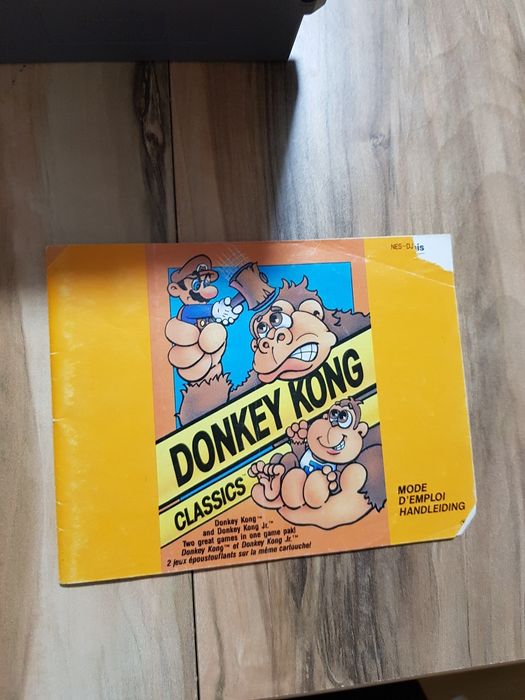 NES-DJ
DONKEY KONG
CLASSICS
Donkey Kong™
and Donkey Kong Jr.™
Two great games in one game pak!
Donkey Kong™ et Donkey Kong Jr.™
2 jeux époustouflants sur la même cartouche!
MODE
D'EMPLOI
HANDLEIDING